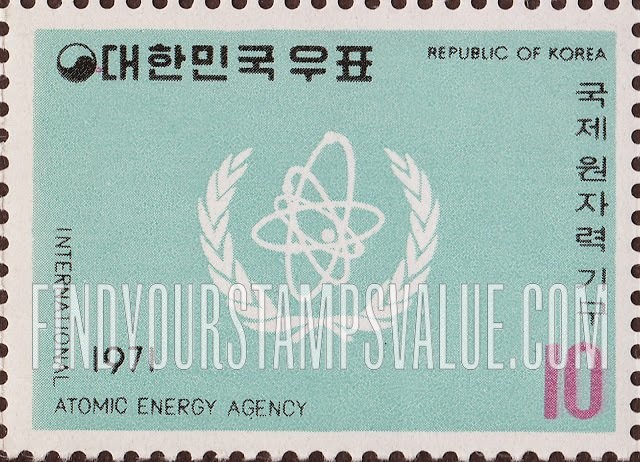 대한민국우표
REPUBLIC OF KOREA
국제원자력기구
INTERNATIONAL
1971
ATOMIC ENERGY AGENCY
10
FINDYOURSTAMPSVALUE.COM